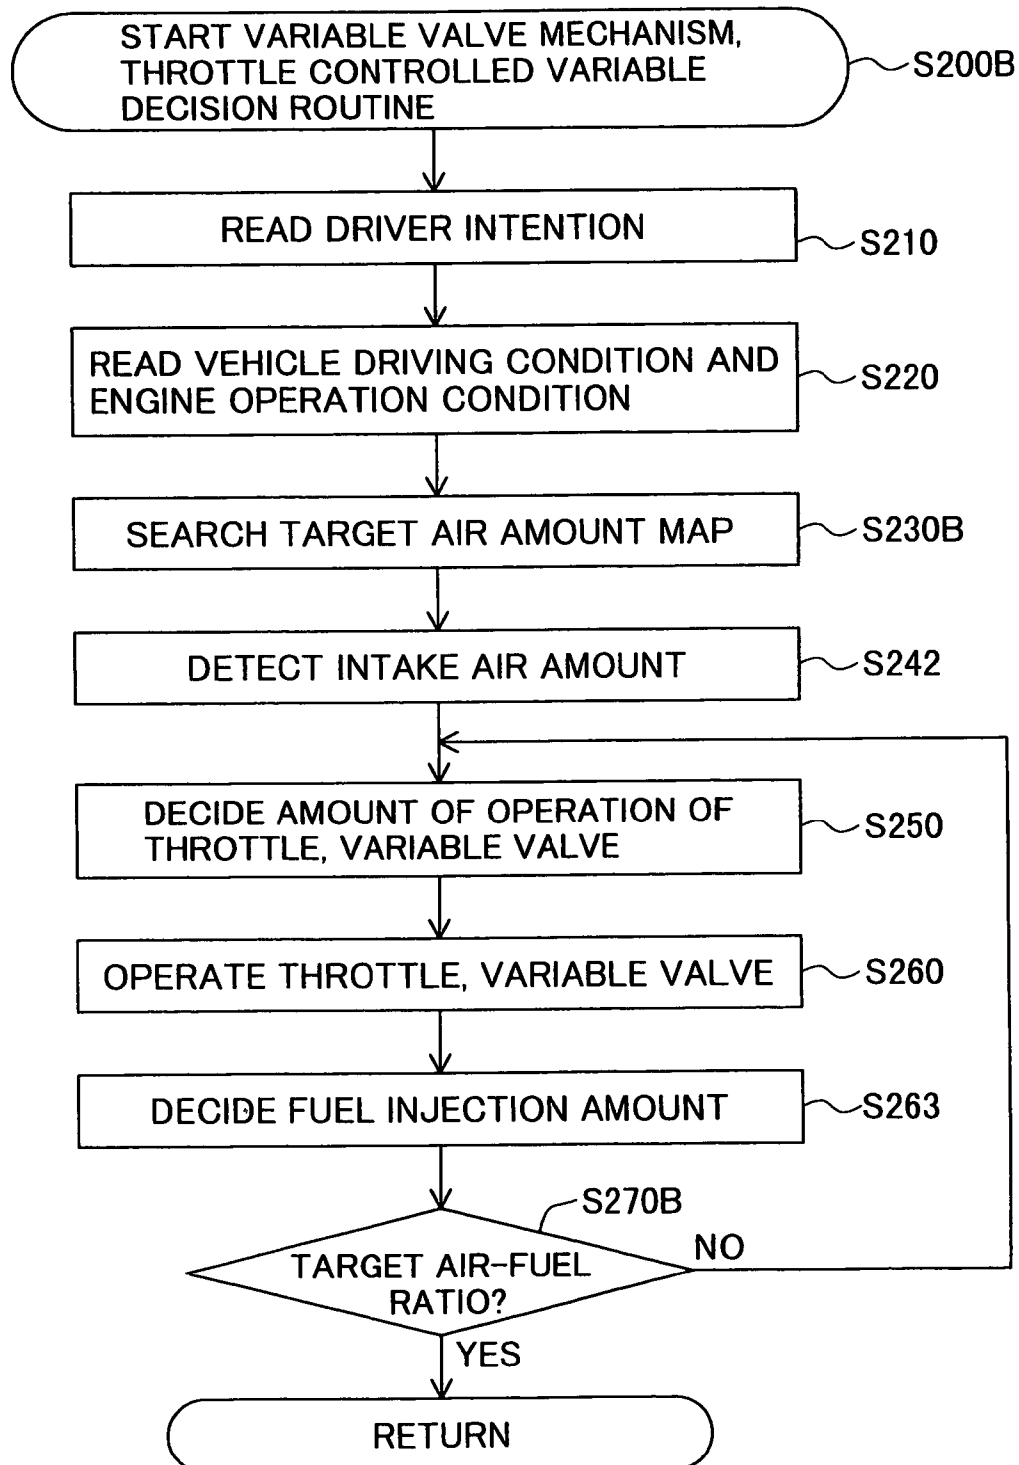 START VARIABLE VALVE MECHANISM,
THROTTLE CONTROLLED VARIABLE
DECISION ROUTINE
S200B
READ DRIVER INTENTION
S210
READ VEHICLE DRIVING CONDITION AND
ENGINE OPERATION CONDITION
S220
SEARCH TARGET AIR AMOUNT MAP
S230B
DETECT INTAKE AIR AMOUNT
S242
DECIDE AMOUNT OF OPERATION OF
THROTTLE, VARIABLE VALVE
S250
OPERATE THROTTLE, VARIABLE VALVE
S260
DECIDE FUEL INJECTION AMOUNT
S263
S270B
TARGET AIR-FUEL
RATIO?
NO
YES
RETURN